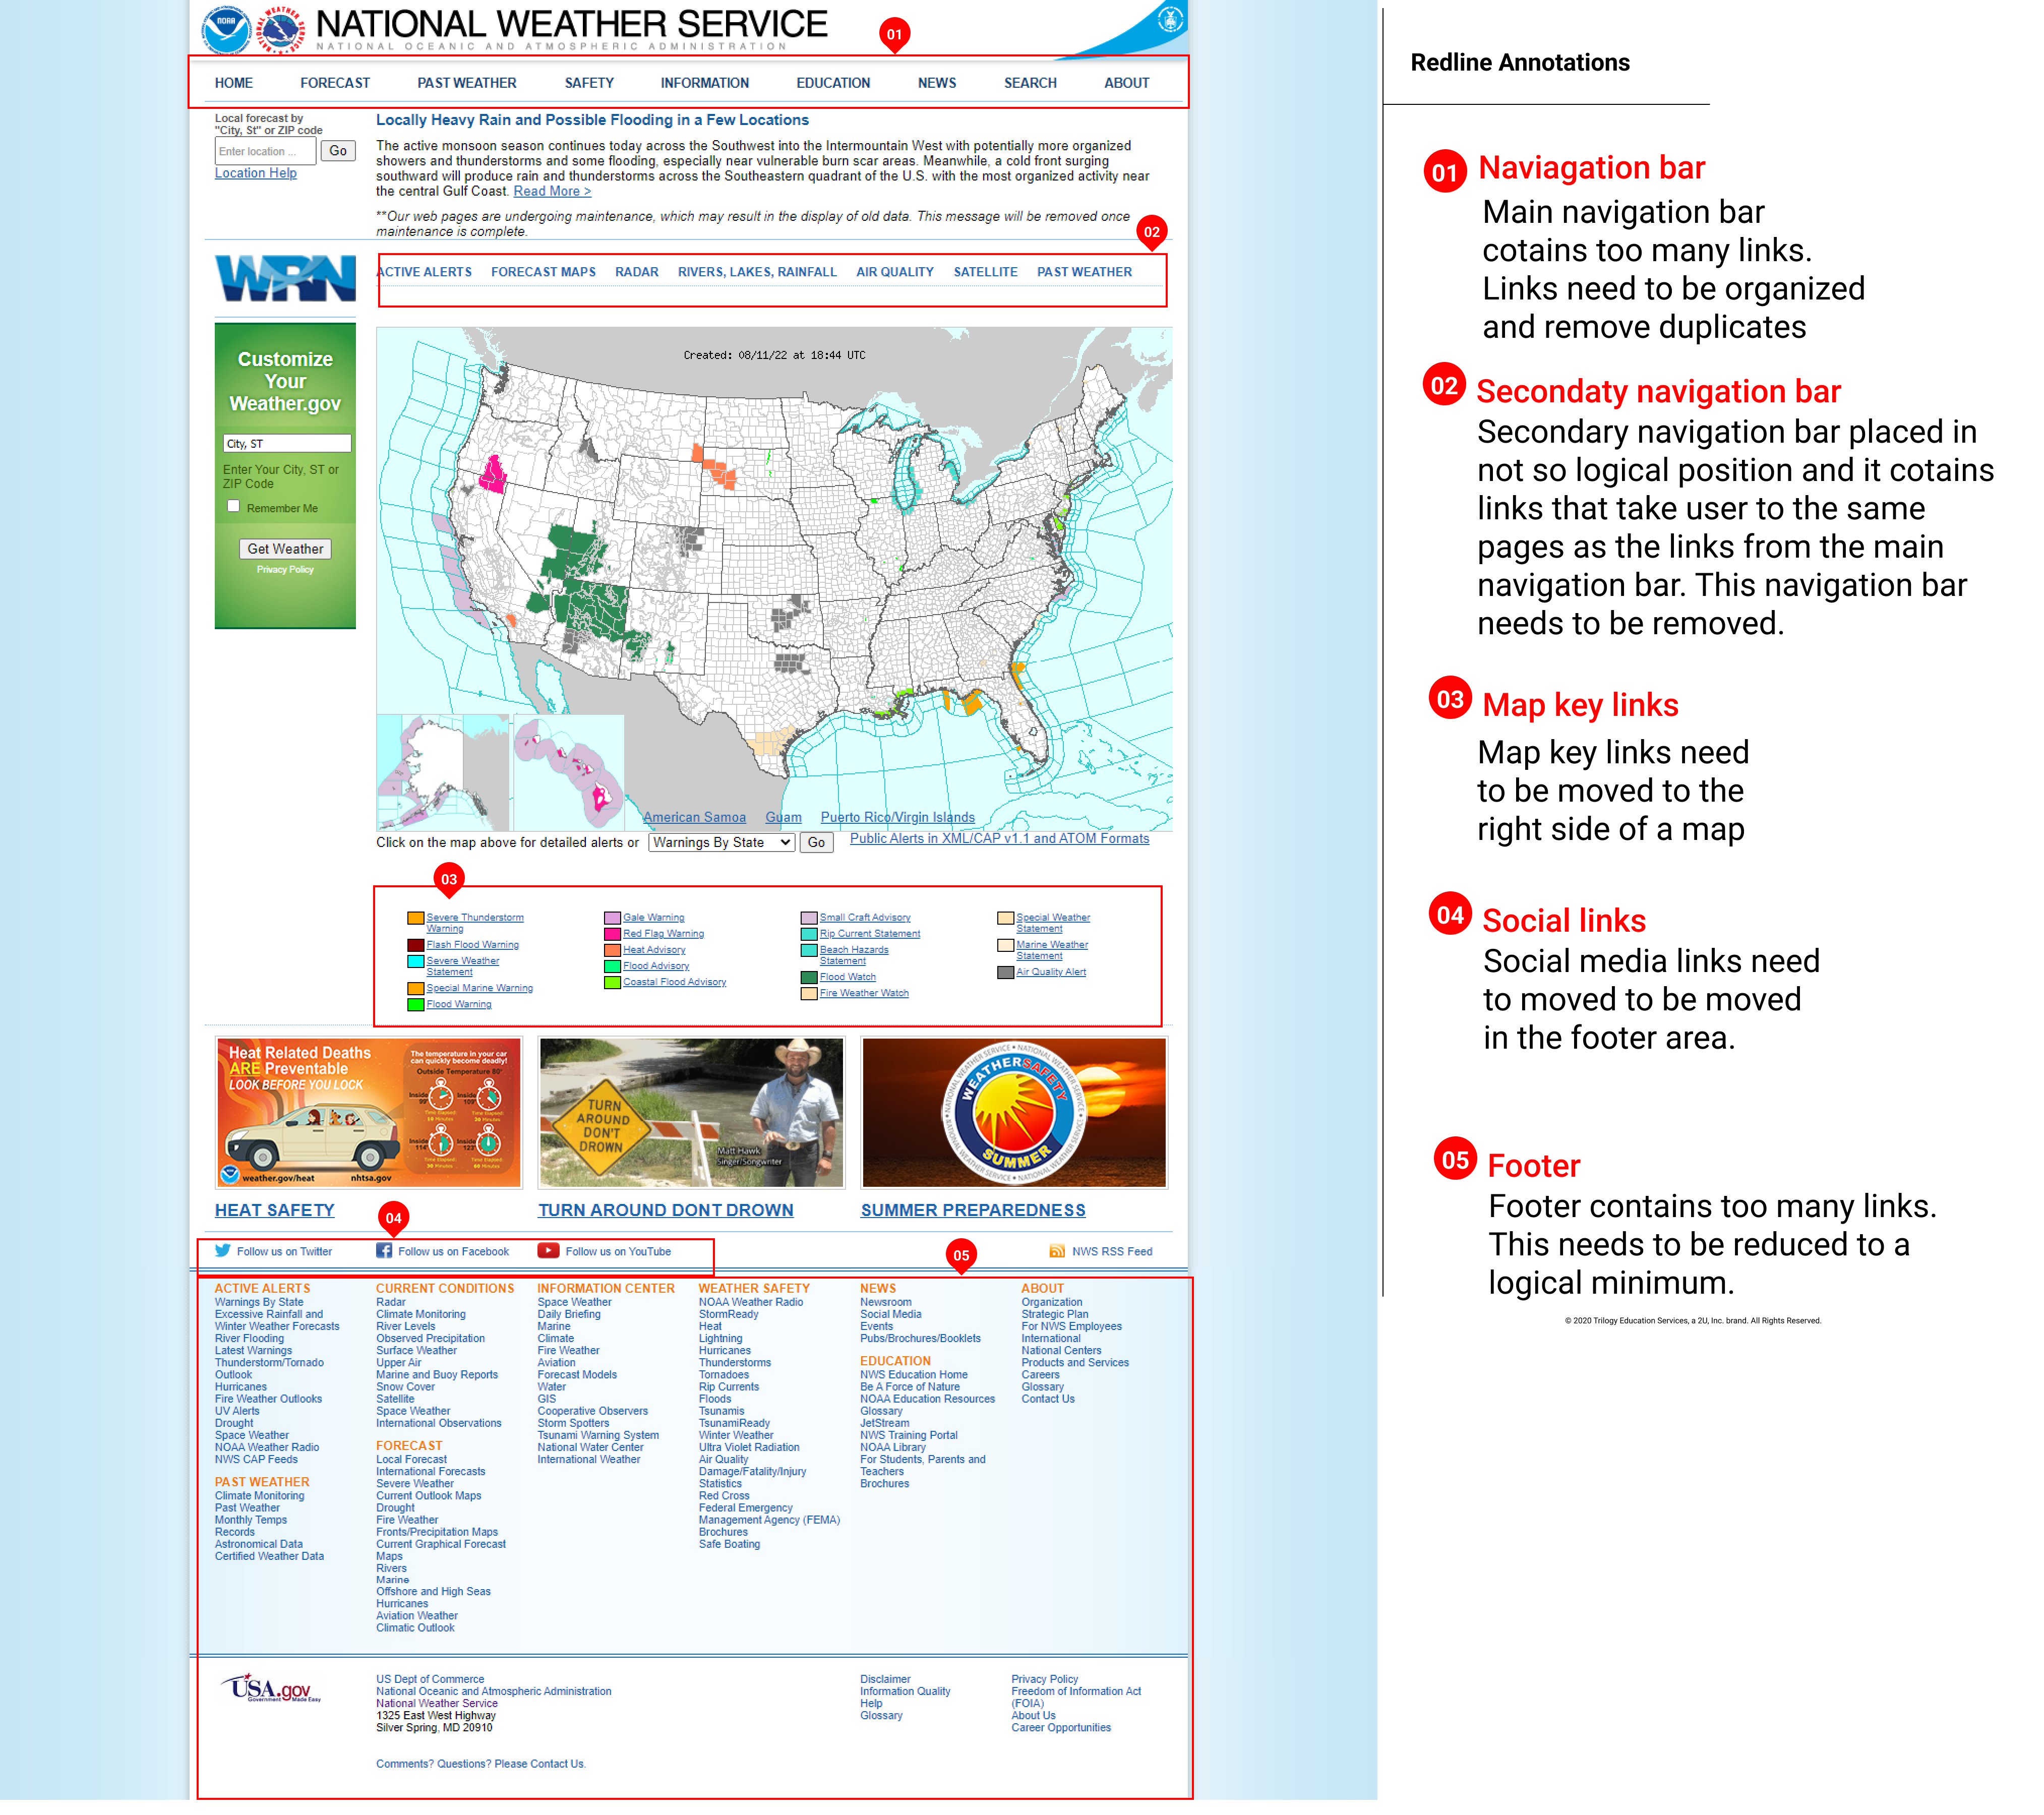 NATIONAL WEATHER SERVICE
NATIONAL OCEANIC AND ATMOSPHERIC ADMINISTRATION
01
HOME FORECAST PAST WEATHER SAFETY INFORMATION EDUCATION NEWS SEARCH ABOUT
Local forecast by
"City, St" or ZIP code
Enter location ... Go
Location Help
Locally Heavy Rain and Possible Flooding in a Few Locations
The active monsoon season continues today across the Southwest into the Intermountain West with potentially more organized
showers and thunderstorms and some flooding, especially near vulnerable burn scar areas. Meanwhile, a cold front surging
southward will produce rain and thunderstorms across the Southeastern quadrant of the U.S. with the most organized activity near
the central Gulf Coast. Read More >
**Our web pages are undergoing maintenance, which may result in the display of old data. This message will be removed once
maintenance is complete.
02
WRN
ACTIVE ALERTS FORECAST MAPS RADAR RIVERS, LAKES, RAINFALL AIR QUALITY SATELLITE PAST WEATHER
Customize
Your
Weather.gov
City, ST
Enter Your City, ST or
ZIP Code
Remember Me
Get Weather
Privacy Policy
Created: 08/11/22 at 18:44 UTC
American Samoa Guam Puerto Rico/Virgin Islands
Click on the map above for detailed alerts or Warnings By State Go Public Alerts in XML/CAP v1.1 and ATOM Formats
03
Severe Thunderstorm
Warning
Flash Flood Warning
Severe Weather
Statement
Special Marine Warning
Flood Warning
Gale Warning
Red Flag Warning
Heat Advisory
Flood Advisory
Coastal Flood Advisory
Small Craft Advisory
Rip Current Statement
Beach Hazards
Statement
Flood Watch
Fire Weather Watch
Special Weather
Statement
Marine Weather
Statement
Air Quality Alert
Heat Related Deaths
ARE Preventable
LOOK BEFORE YOU LOCK
The temperature in your car
can quickly become deadly!
Outside Temperature 80°
weather.gov/heat nhtsa.gov
TURN
AROUND
DON'T
DROWN
Matt Hawk
Singer/Songwriter
NATIONAL WEATHER SERVICE
WEATHER SAFETY
SUMMER
HEAT SAFETY TURN AROUND DONT DROWN SUMMER PREPAREDNESS
04
Follow us on Twitter Follow us on Facebook Follow us on YouTube NWS RSS Feed
05
ACTIVE ALERTS
Warnings By State
Excessive Rainfall and
Winter Weather Forecasts
River Flooding
Latest Warnings
Thunderstorm/Tornado
Outlook
Hurricanes
Fire Weather Outlooks
UV Alerts
Drought
Space Weather
NOAA Weather Radio
NWS CAP Feeds
PAST WEATHER
Climate Monitoring
Past Weather
Monthly Temps
Records
Astronomical Data
Certified Weather Data
CURRENT CONDITIONS
Radar
Climate Monitoring
River Levels
Observed Precipitation
Surface Weather
Upper Air
Marine and Buoy Reports
Snow Cover
Satellite
Space Weather
International Observations
FORECAST
Local Forecast
International Forecasts
Severe Weather
Current Outlook Maps
Drought
Fire Weather
Fronts/Precipitation Maps
Current Graphical Forecast
Maps
Rivers
Marine
Offshore and High Seas
Hurricanes
Aviation Weather
Climatic Outlook
INFORMATION CENTER
Space Weather
Daily Briefing
Marine
Climate
Fire Weather
Aviation
Forecast Models
Water
GIS
Cooperative Observers
Storm Spotters
Tsunami Warning System
National Water Center
International Weather
WEATHER SAFETY
NOAA Weather Radio
StormReady
Heat
Lightning
Hurricanes
Thunderstorms
Tornadoes
Rip Currents
Floods
Tsunamis
TsunamiReady
Winter Weather
Ultra Violet Radiation
Air Quality
Damage/Fatality/Injury
Statistics
Red Cross
Federal Emergency
Management Agency (FEMA)
Brochures
Safe Boating
NEWS
Newsroom
Social Media
Events
Pubs/Brochures/Booklets
EDUCATION
NWS Education Home
Be A Force of Nature
NOAA Education Resources
Glossary
JetStream
NWS Training Portal
NOAA Library
For Students, Parents and
Teachers
Brochures
ABOUT
Organization
Strategic Plan
For NWS Employees
International
National Centers
Products and Services
Careers
Glossary
Contact Us
USA.gov
Government Made Easy
US Dept of Commerce
National Oceanic and Atmospheric Administration
National Weather Service
1325 East West Highway
Silver Spring, MD 20910
Comments? Questions? Please Contact Us.
Disclaimer
Information Quality
Help
Glossary
Privacy Policy
Freedom of Information Act
(FOIA)
About Us
Career Opportunities
Redline Annotations
01 Naviagation bar
Main navigation bar
cotains too many links.
Links need to be organized
and remove duplicates
02 Secondaty navigation bar
Secondary navigation bar placed in
not so logical position and it cotains
links that take user to the same
pages as the links from the main
navigation bar. This navigation bar
needs to be removed.
03 Map key links
Map key links need
to be moved to the
right side of a map
04 Social links
Social media links need
to moved to be moved
in the footer area.
05 Footer
Footer contains too many links.
This needs to be reduced to a
logical minimum.
© 2020 Trilogy Education Services, a 2U, Inc. brand. All Rights Reserved.